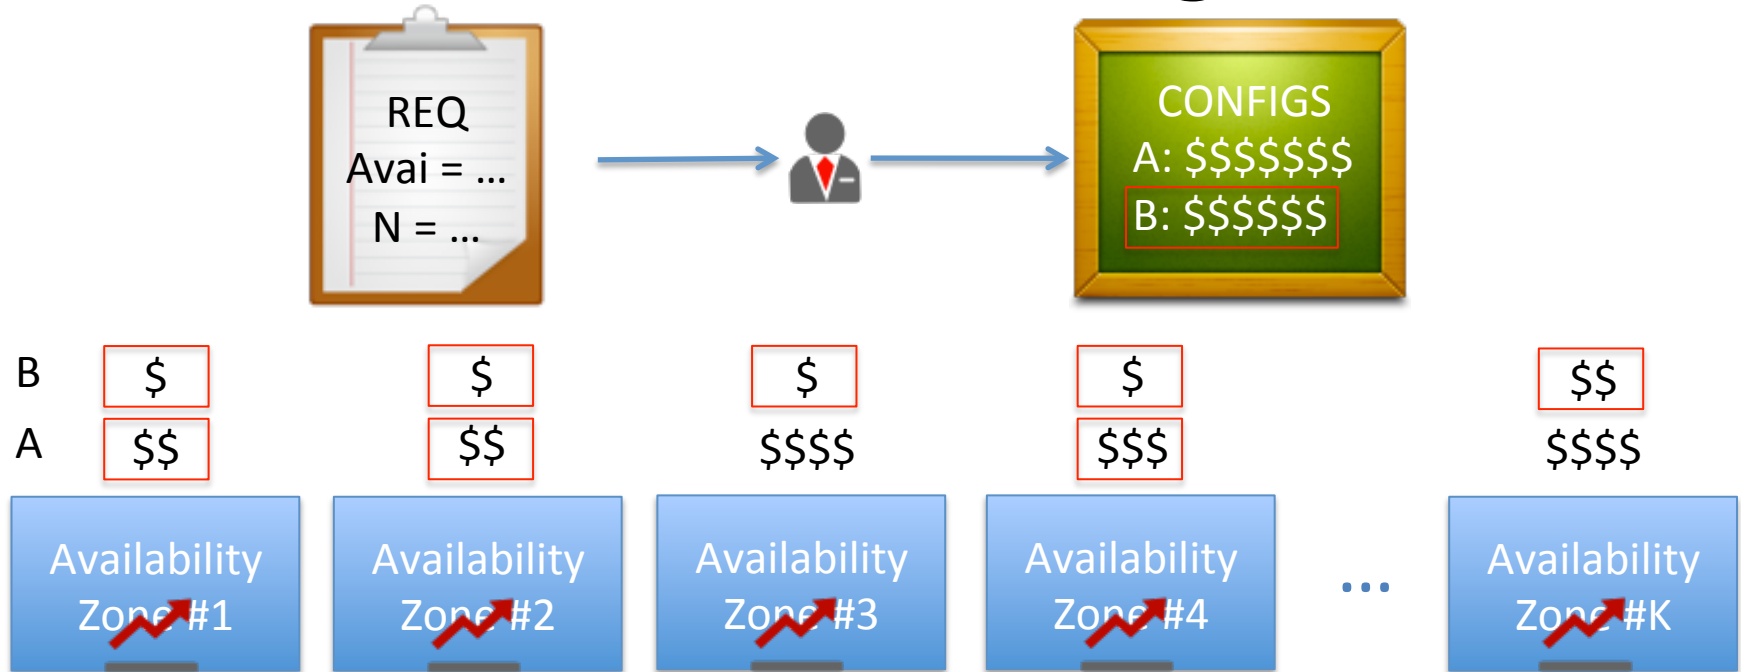 REQ
Avai = ...
N = ...
CONFIGS
A: $$$$$$$
B: $$$$$$
B $ $ $ $ $$
A $$ $$ $$$$ $$$ $$$$
Availability
Zone #1
Availability
Zone #2
Availability
Zone #3
Availability
Zone #4
...
Availability
Zone #K